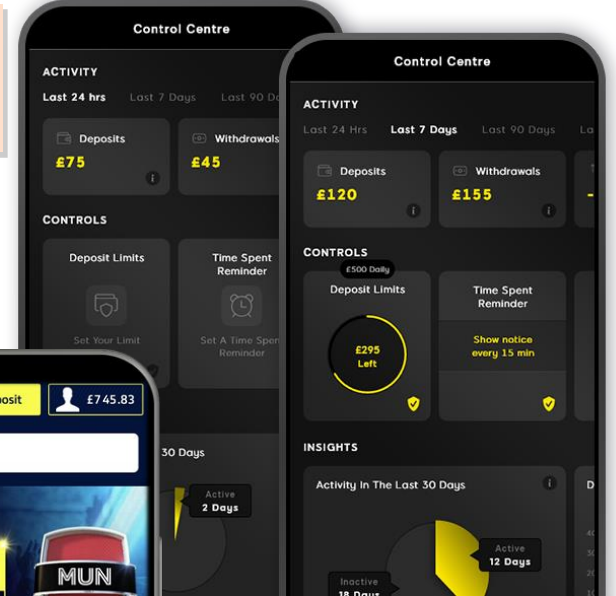 Control Centre
ACTIVITY
Last 24 hrs Last 7 Days Last 90
Deposits Withdrawals
£75 £45
CONTROLS
Deposit Limits Time Spent
Reminder
Set Your Limit Set A Time
Reminder
30 Days
Active
2 Days
Control Centre
ACTIVITY
Last 24 Hrs Last 7 Days Last 90 Days
Deposits Withdrawals
£120 £155
CONTROLS
£500 Daily
Deposit Limits Time Spent
Reminder
£295
Left
Show notice
every 15 min
INSIGHTS
Activity In The Last 30 Days
Active
12 Days
Inactive
18 Days
£745.83
MUN